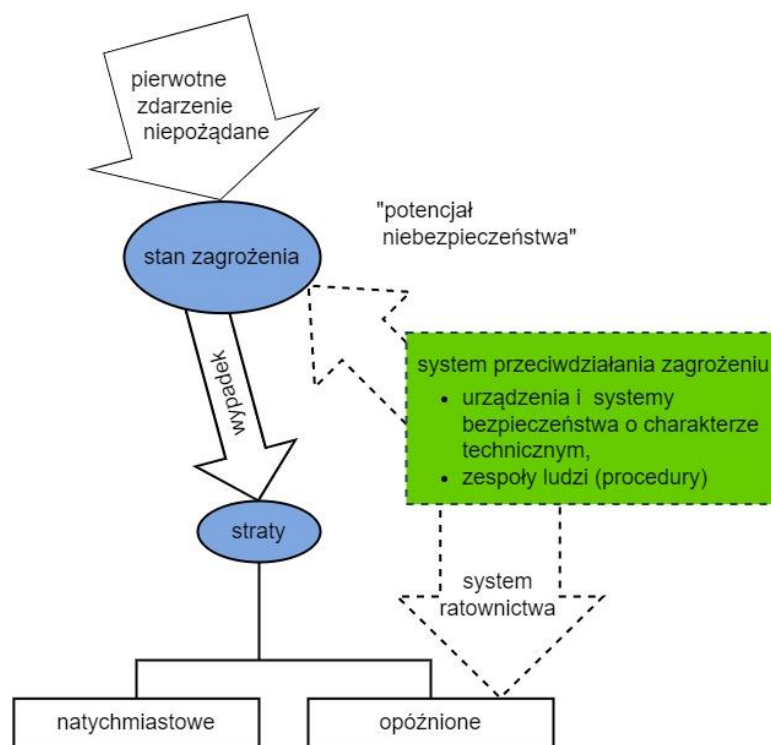 pierwotne
zdarzenie
niepożądane
"potencjał
niebezpieczeństwa"
stan zagrożenia
wypadek
system przeciwdziałania zagrożeniu
• urządzenia i systemy
bezpieczeństwa o charakterze
technicznym,
• zespoły ludzi (procedury)
straty
system
ratownictwa
natychmiastowe
opóźnione